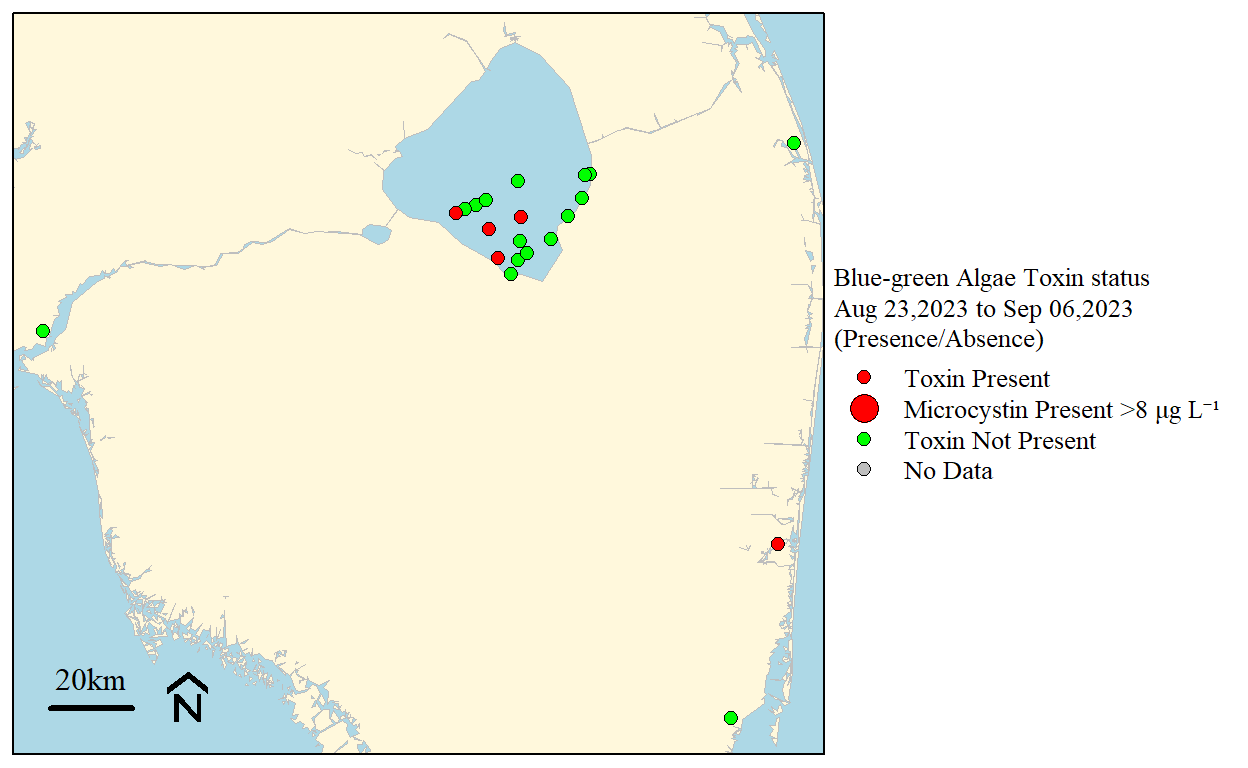 Blue-green Algae Toxin status
Aug 23,2023 to Sep 06,2023
(Presence/Absence)
Toxin Present
Microcystin Present >8 μg L⁻¹
Toxin Not Present
No Data
20km
N